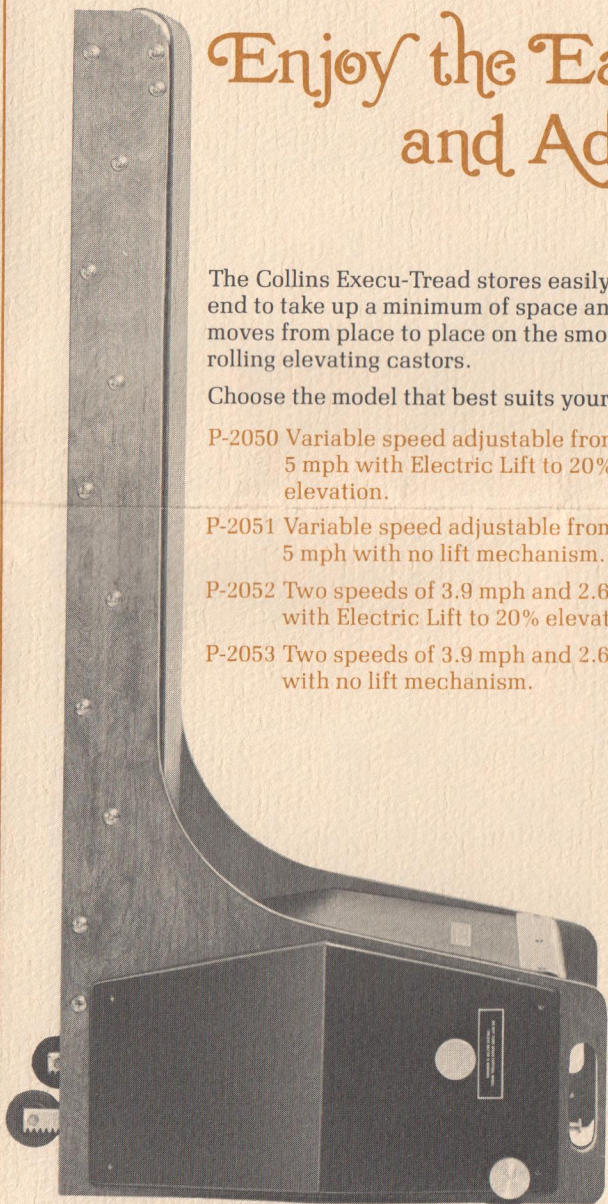 Enjoy the Ea
and Ad
The Collins Execu-Tread stores easily
end to take up a minimum of space an
moves from place to place on the smo
rolling elevating castors.
Choose the model that best suits your
P-2050 Variable speed adjustable from
5 mph with Electric Lift to 20%
elevation.
P-2051 Variable speed adjustable from
5 mph with no lift mechanism.
P-2052 Two speeds of 3.9 mph and 2.6
with Electric Lift to 20% elevat
P-2053 Two speeds of 3.9 mph and 2.6
with no lift mechanism.